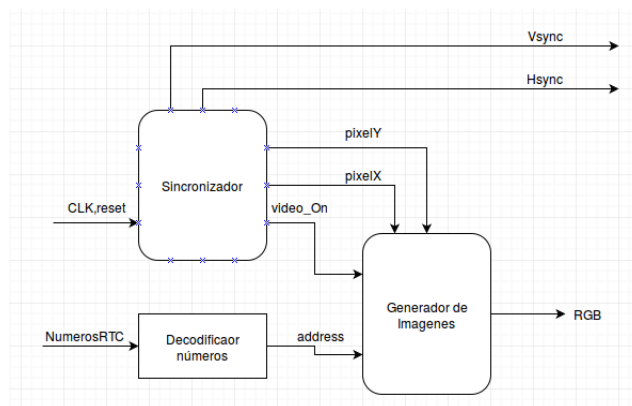 Vsync
Hsync
pixelY
pixelX
Sincronizador
CLK,reset
video_On
Generador de
Imagenes
RGB
NumerosRTC
Decodificaor
números
address